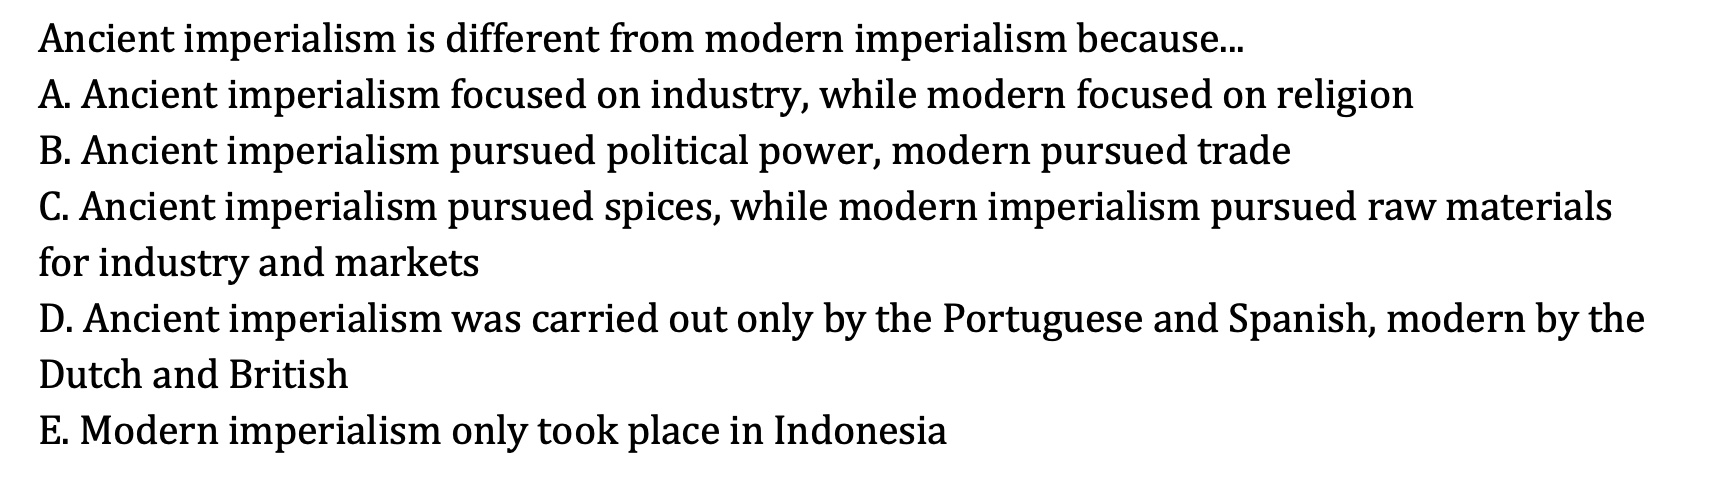 Ancient imperialism is different from modern imperialism because...
A. Ancient imperialism focused on industry, while modern focused on religion
B. Ancient imperialism pursued political power, modern pursued trade
C. Ancient imperialism pursued spices, while modern imperialism pursued raw materials
for industry and markets
D. Ancient imperialism was carried out only by the Portuguese and Spanish, modern by the
Dutch and British
E. Modern imperialism only took place in Indonesia